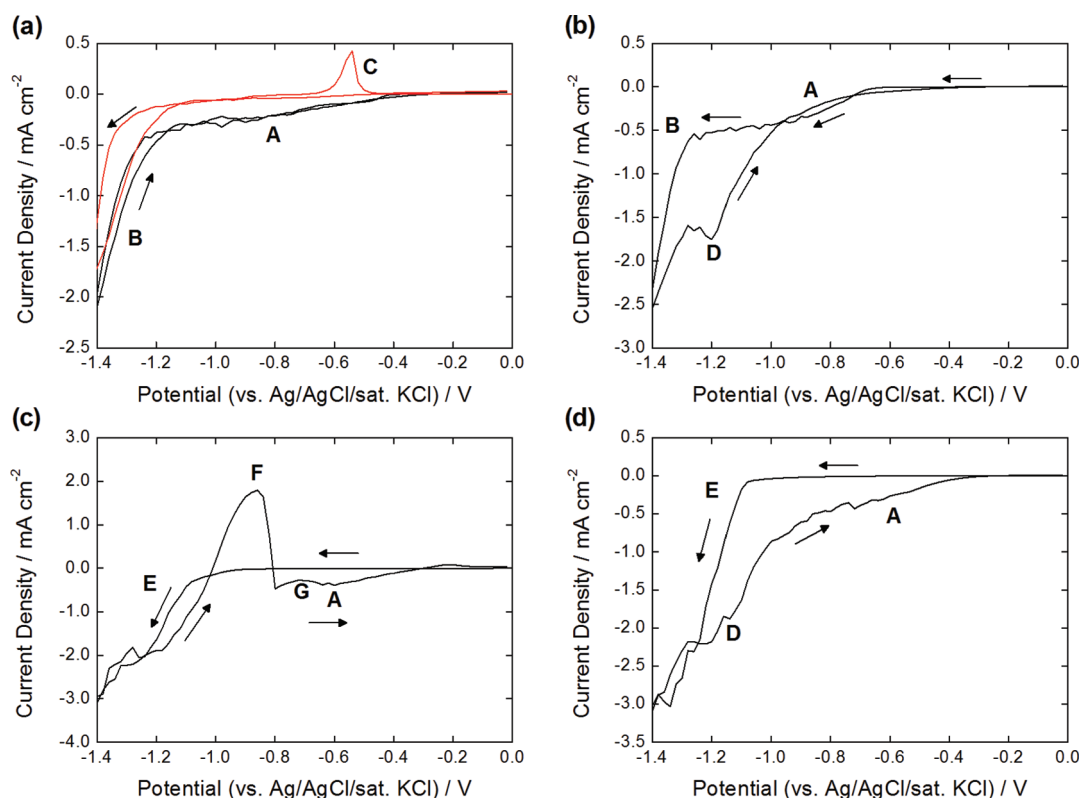 (a)
0.5
0.0
-0.5
-1.0
-1.5
-2.0
-2.5
-1.4 -1.2 -1.0 -0.8 -0.6 -0.4 -0.2 0.0
Current Density / mA cm-2
Potential (vs. Ag/AgCl/sat. KCl) / V
C
A
B
(b)
0.5
0.0
-0.5
-1.0
-1.5
-2.0
-2.5
-3.0
-1.4 -1.2 -1.0 -0.8 -0.6 -0.4 -0.2 0.0
Current Density / mA cm-2
Potential (vs. Ag/AgCl/sat. KCl) / V
A
B
D
(c)
3.0
2.0
1.0
0.0
-1.0
-2.0
-3.0
-4.0
-1.4 -1.2 -1.0 -0.8 -0.6 -0.4 -0.2 0.0
Current Density / mA cm-2
Potential (vs. Ag/AgCl/sat. KCl) / V
F
E
G
A
(d)
0.5
0.0
-0.5
-1.0
-1.5
-2.0
-2.5
-3.0
-3.5
-1.4 -1.2 -1.0 -0.8 -0.6 -0.4 -0.2 0.0
Current Density / mA cm-2
Potential (vs. Ag/AgCl/sat. KCl) / V
E
A
D